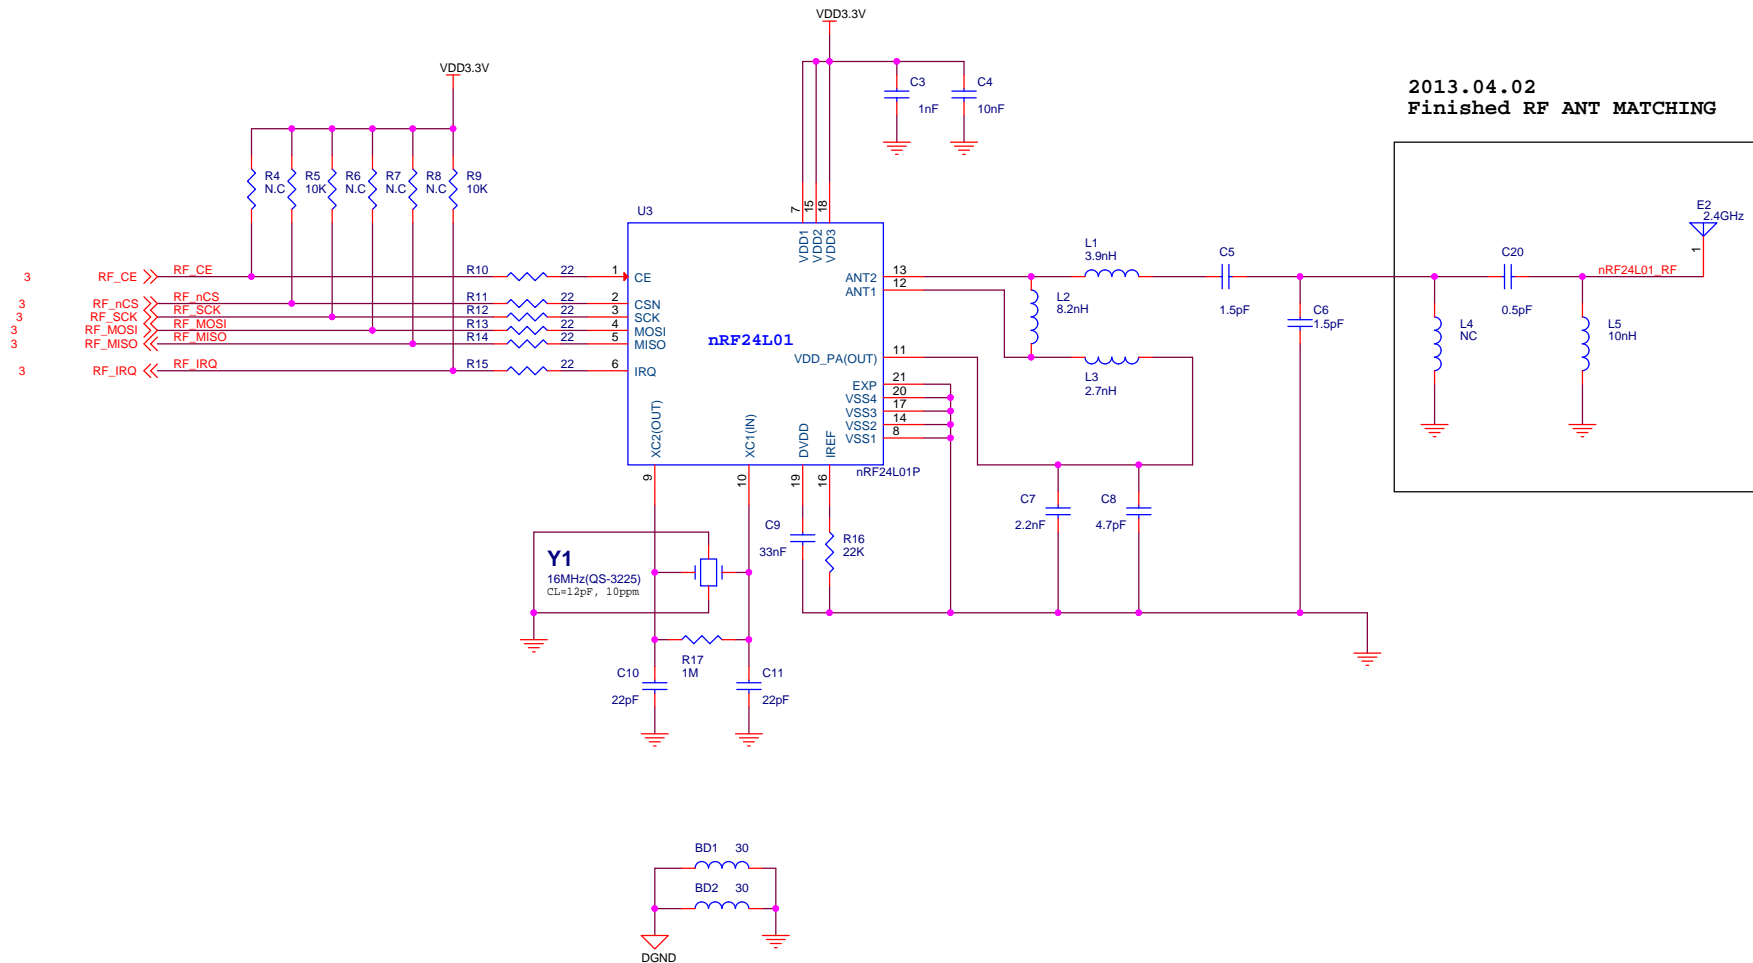 VDD3.3V
VDD3.3V
C3
1nF
C4
10nF
2013.04.02
Finished RF ANT MATCHING
R4
N.C
R5
10K
R6
N.C
R7
N.C
R8
N.C
R9
10K
U3
7
15
18
VDD1
VDD2
VDD3
E2
2.4GHz
1
3 RF_CE RF_CE R10 22 1 CE
3 RF_nCS RF_nCS R11 22 2 CSN
3 RF_SCK RF_SCK R12 22 3 SCK
3 RF_MOSI RF_MOSI R13 22 4 MOSI
3 RF_MISO RF_MISO R14 22 5 MISO
3 RF_IRQ RF_IRQ R15 22 6 IRQ
nRF24L01
ANT2 13
ANT1 12
VDD_PA(OUT) 11
EXP 21
VSS4 20
VSS3 17
VSS2 14
VSS1 8
L1
3.9nH
L2
8.2nH
L3
2.7nH
C5
1.5pF
C6
1.5pF
C20
0.5pF
nRF24L01_RF
L4
NC
L5
10nH
XC2(OUT)
XC1(IN)
DVDD
IREF
nRF24L01P
9
10
19
16
C7
2.2nF
C8
4.7pF
C9
33nF
R16
22K
Y1
16MHz(QS-3225)
CL=12pF, 10ppm
R17
1M
C10
22pF
C11
22pF
BD1 30
BD2 30
DGND